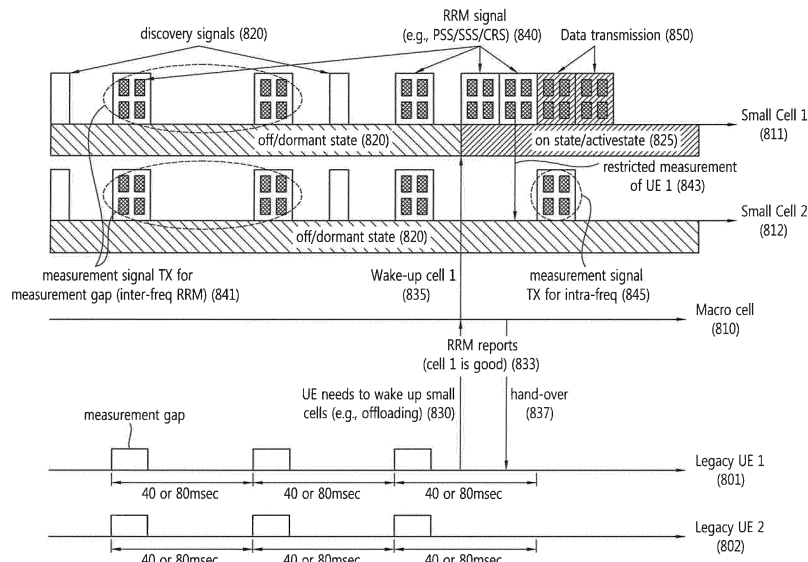 RRM signal
discovery signals (820)
(e.g., PSS/SSS/CRS) (840)
Data transmission (850)
Small Cell 1
(811)
off/dormant state (820)
on state/activestate (825)
restricted measurement
of UE 1 (843)
Small Cell 2
(812)
off/dormant state (820)
measurement signal TX for
measurement gap (inter-freq RRM) (841)
Wake-up cell 1
(835)
measurement signal
TX for intra-freq (845)
Macro cell
(810)
RRM reports
(cell 1 is good) (833)
UE needs to wake up small
cells (e.g., offloading) (830)
hand-over
(837)
measurement gap
Legacy UE 1
(801)
40 or 80msec
40 or 80msec
40 or 80msec
Legacy UE 2
(802)
40 or 80msec
40 or 80msec
40 or 80msec